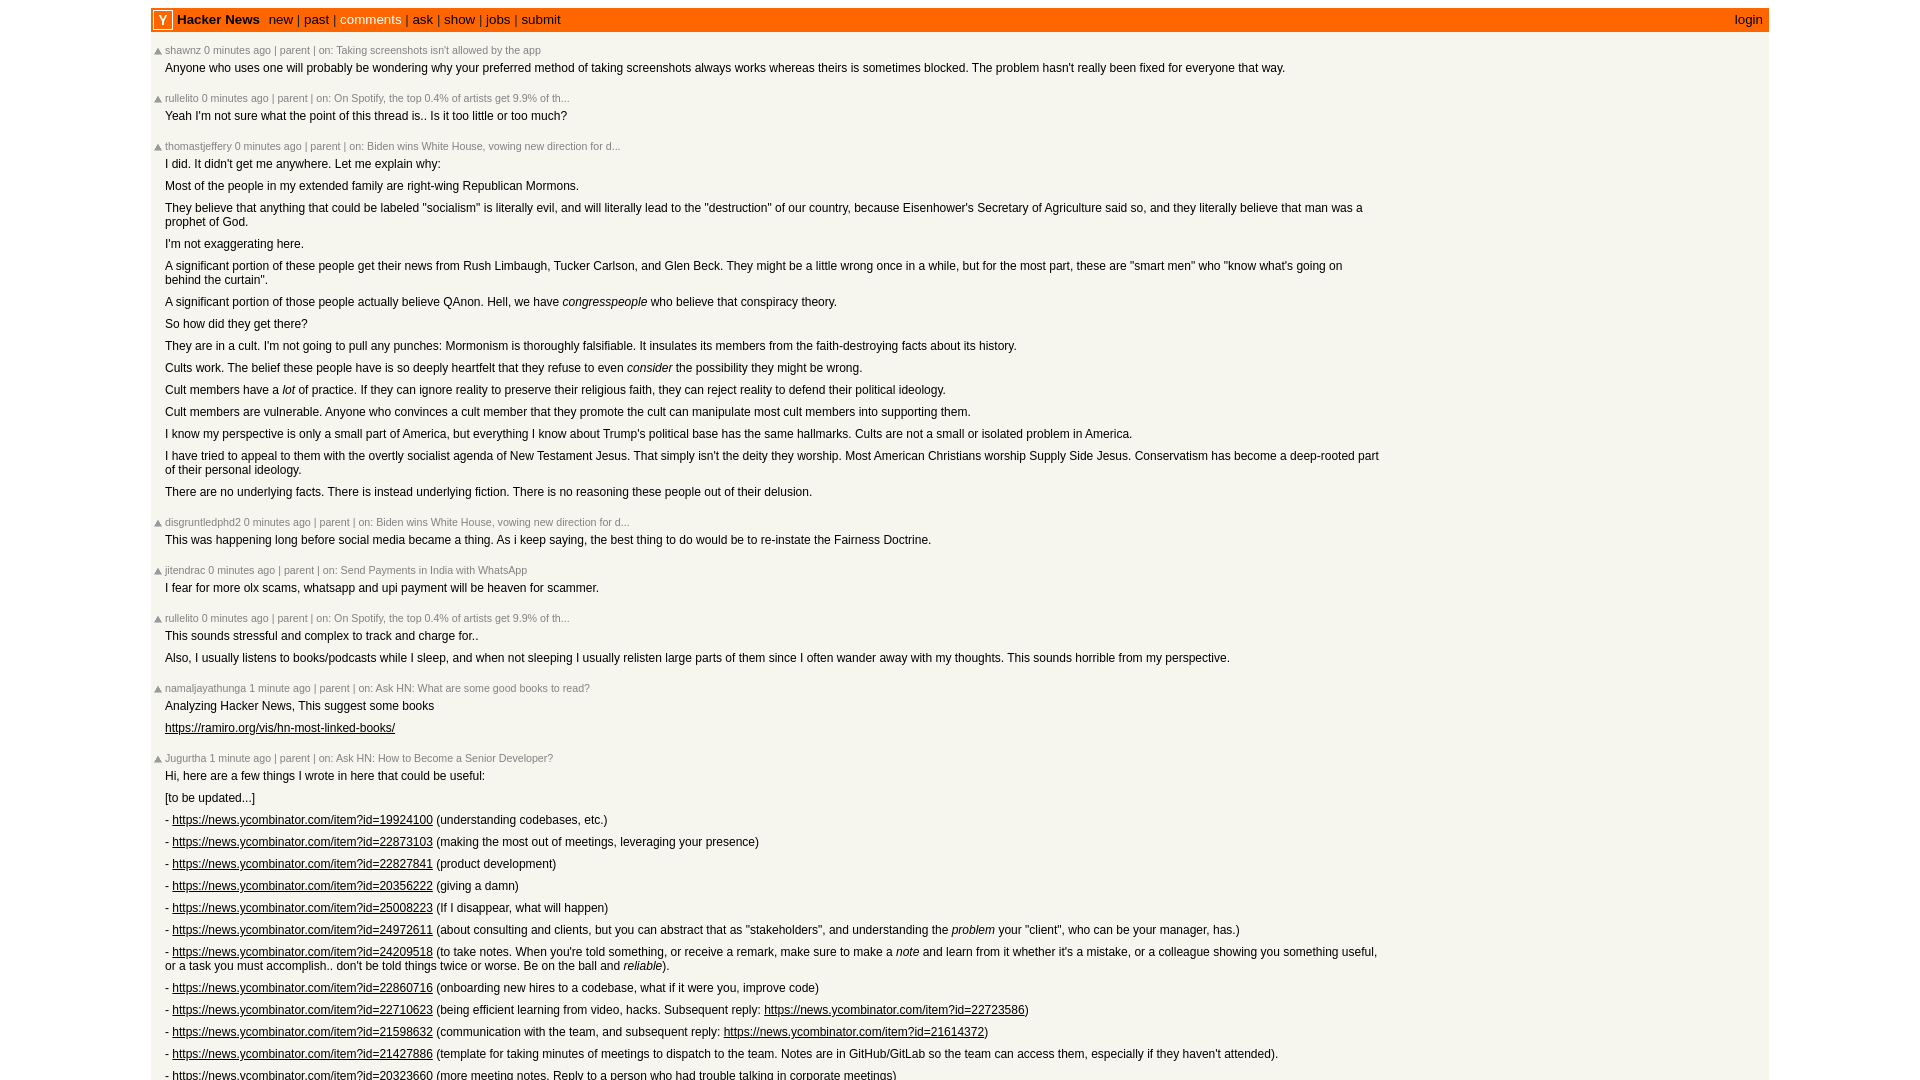 Y Hacker News new | past | comments | ask | show | jobs | submit login
shawnz 0 minutes ago | parent | on: Taking screenshots isn't allowed by the app
Anyone who uses one will probably be wondering why your preferred method of taking screenshots always works whereas theirs is sometimes blocked. The problem hasn't really been fixed for everyone that way.
rullelito 0 minutes ago | parent | on: On Spotify, the top 0.4% of artists get 9.9% of th...
Yeah I'm not sure what the point of this thread is.. Is it too little or too much?
thomastjeffery 0 minutes ago | parent | on: Biden wins White House, vowing new direction for d...
I did. It didn't get me anywhere. Let me explain why:
Most of the people in my extended family are right-wing Republican Mormons.
They believe that anything that could be labeled "socialism" is literally evil, and will literally lead to the "destruction" of our country, because Eisenhower's Secretary of Agriculture said so, and they literally believe that man was a
prophet of God.
I'm not exaggerating here.
A significant portion of these people get their news from Rush Limbaugh, Tucker Carlson, and Glen Beck. They might be a little wrong once in a while, but for the most part, these are "smart men" who "know what's going on
behind the curtain".
A significant portion of those people actually believe QAnon. Hell, we have congresspeople who believe that conspiracy theory.
So how did they get there?
They are in a cult. I'm not going to pull any punches: Mormonism is thoroughly falsifiable. It insulates its members from the faith-destroying facts about its history.
Cults work. The belief these people have is so deeply heartfelt that they refuse to even consider the possibility they might be wrong.
Cult members have a lot of practice. If they can ignore reality to preserve their religious faith, they can reject reality to defend their political ideology.
Cult members are vulnerable. Anyone who convinces a cult member that they promote the cult can manipulate most cult members into supporting them.
I know my perspective is only a small part of America, but everything I know about Trump's political base has the same hallmarks. Cults are not a small or isolated problem in America.
I have tried to appeal to them with the overtly socialist agenda of New Testament Jesus. That simply isn't the deity they worship. Most American Christians worship Supply Side Jesus. Conservatism has become a deep-rooted part
of their personal ideology.
There are no underlying facts. There is instead underlying fiction. There is no reasoning these people out of their delusion.
disgruntledphd2 0 minutes ago | parent | on: Biden wins White House, vowing new direction for d...
This was happening long before social media became a thing. As i keep saying, the best thing to do would be to re-instate the Fairness Doctrine.
jitendrac 0 minutes ago | parent | on: Send Payments in India with WhatsApp
I fear for more olx scams, whatsapp and upi payment will be heaven for scammer.
rullelito 0 minutes ago | parent | on: On Spotify, the top 0.4% of artists get 9.9% of th...
This sounds stressful and complex to track and charge for..
Also, I usually listens to books/podcasts while I sleep, and when not sleeping I usually relisten large parts of them since I often wander away with my thoughts. This sounds horrible from my perspective.
namaljayathunga 1 minute ago | parent | on: Ask HN: What are some good books to read?
Analyzing Hacker News, This suggest some books
https://ramiro.org/vis/hn-most-linked-books/
Jugurtha 1 minute ago | parent | on: Ask HN: How to Become a Senior Developer?
Hi, here are a few things I wrote in here that could be useful:
[to be updated...]
- https://news.ycombinator.com/item?id=19924100 (understanding codebases, etc.)
- https://news.ycombinator.com/item?id=22873103 (making the most out of meetings, leveraging your presence)
- https://news.ycombinator.com/item?id=22827841 (product development)
- https://news.ycombinator.com/item?id=20356222 (giving a damn)
- https://news.ycombinator.com/item?id=25008223 (If I disappear, what will happen)
- https://news.ycombinator.com/item?id=24972611 (about consulting and clients, but you can abstract that as "stakeholders", and understanding the problem your "client", who can be your manager, has.)
- https://news.ycombinator.com/item?id=24209518 (to take notes. When you're told something, or receive a remark, make sure to make a note and learn from it whether it's a mistake, or a colleague showing you something useful,
or a task you must accomplish.. don't be told things twice or worse. Be on the ball and reliable).
- https://news.ycombinator.com/item?id=22860716 (onboarding new hires to a codebase, what if it were you, improve code)
- https://news.ycombinator.com/item?id=22710623 (being efficient learning from video, hacks. Subsequent reply: https://news.ycombinator.com/item?id=22723586)
- https://news.ycombinator.com/item?id=21598632 (communication with the team, and subsequent reply: https://news.ycombinator.com/item?id=21614372)
- https://news.ycombinator.com/item?id=21427886 (template for taking minutes of meetings to dispatch to the team. Notes are in GitHub/GitLab so the team can access them, especially if they haven't attended).
- https://news.ycombinator.com/item?id=20323660 (more meeting notes. Reply to a person who had trouble talking in corporate meetings)